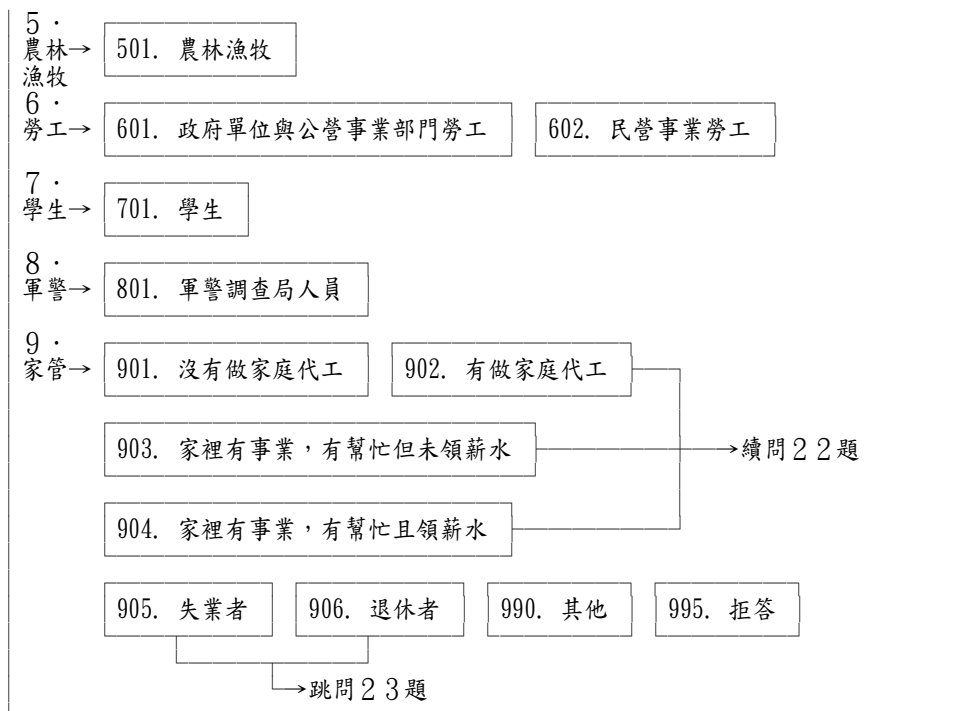 5．
農林→ 501. 農林漁牧
漁牧
6．
勞工→ 601. 政府單位與公營事業部門勞工 602. 民營事業勞工
7．
學生→ 701. 學生
8．
軍警→ 801. 軍警調查局人員
9．
家管→ 901. 沒有做家庭代工 902. 有做家庭代工
903. 家裡有事業，有幫忙但未領薪水 →續問２２題
904. 家裡有事業，有幫忙且領薪水
905. 失業者 906. 退休者 990. 其他 995. 拒答
→跳問２３題